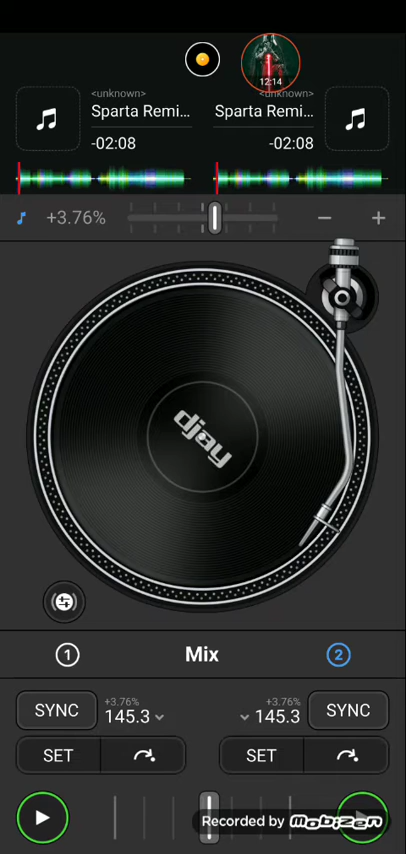 12:14
<unknown>
Sparta Remi...
-02:08
<unknown>
Sparta Remi...
-02:08
+3.76%
djay
1
Mix
2
SYNC
+3.76%
145.3
+3.76%
145.3
SYNC
SET
SET
Recorded by mobizen